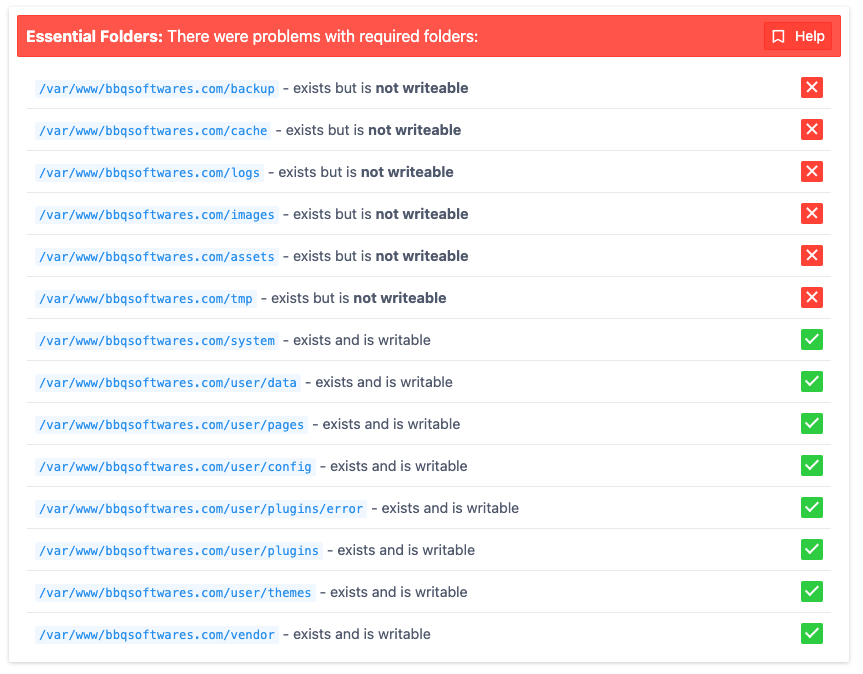 Essential Folders: There were problems with required folders: Help
/var/www/bbqsoftwares.com/backup - exists but is not writeable
/var/www/bbqsoftwares.com/cache - exists but is not writeable
/var/www/bbqsoftwares.com/logs - exists but is not writeable
/var/www/bbqsoftwares.com/images - exists but is not writeable
/var/www/bbqsoftwares.com/assets - exists but is not writeable
/var/www/bbqsoftwares.com/tmp - exists but is not writeable
/var/www/bbqsoftwares.com/system - exists and is writable
/var/www/bbqsoftwares.com/user/data - exists and is writable
/var/www/bbqsoftwares.com/user/pages - exists and is writable
/var/www/bbqsoftwares.com/user/config - exists and is writable
/var/www/bbqsoftwares.com/user/plugins/error - exists and is writable
/var/www/bbqsoftwares.com/user/plugins - exists and is writable
/var/www/bbqsoftwares.com/user/themes - exists and is writable
/var/www/bbqsoftwares.com/vendor - exists and is writable